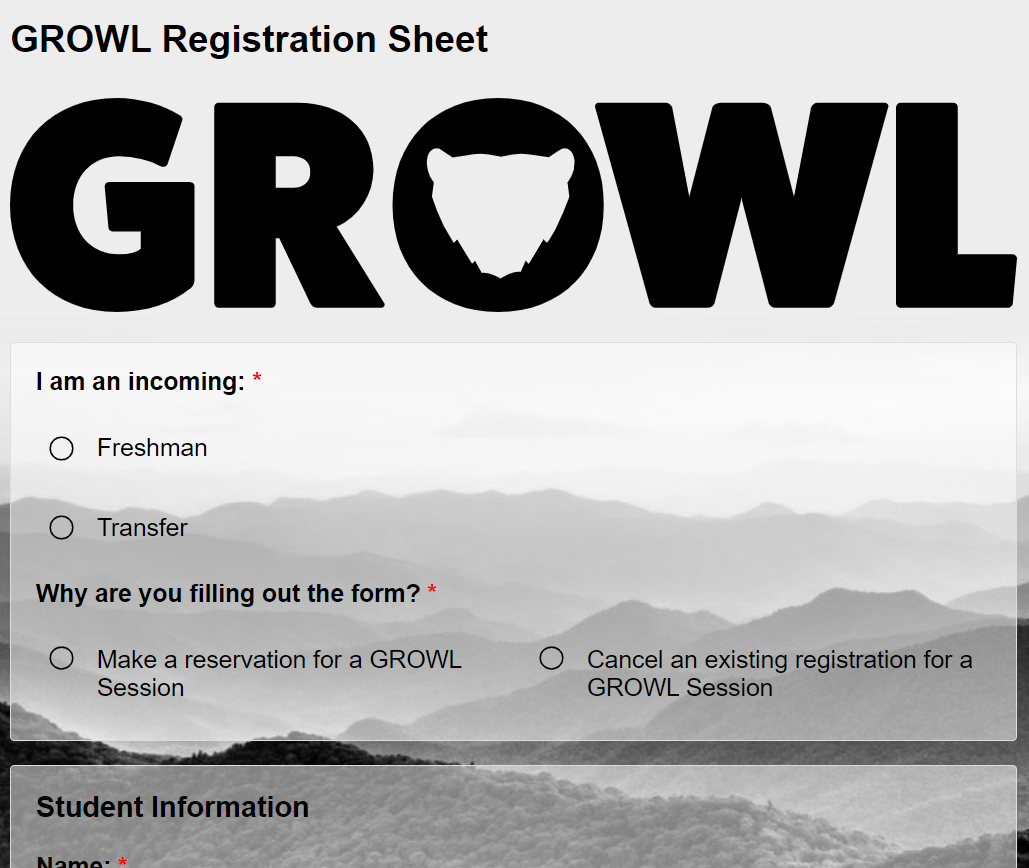 GROWL Registration Sheet
GROWL
I am an incoming: *
Freshman
Transfer
Why are you filling out the form? *
Make a reservation for a GROWL
Session
Cancel an existing registration for a
GROWL Session
Student Information
Name: *